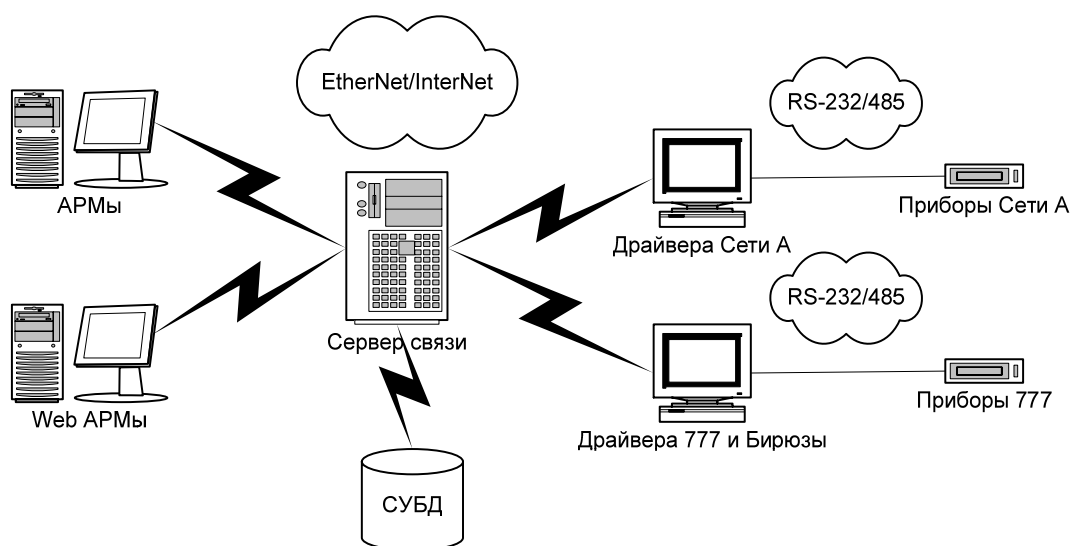 EtherNet/InterNet
RS-232/485
АРМы
Приборы Сети А
Драйвера Сети А
RS-232/485
Сервер связи
Web АРМы
Приборы 777
Драйвера 777 и Бирюзы
СУБД